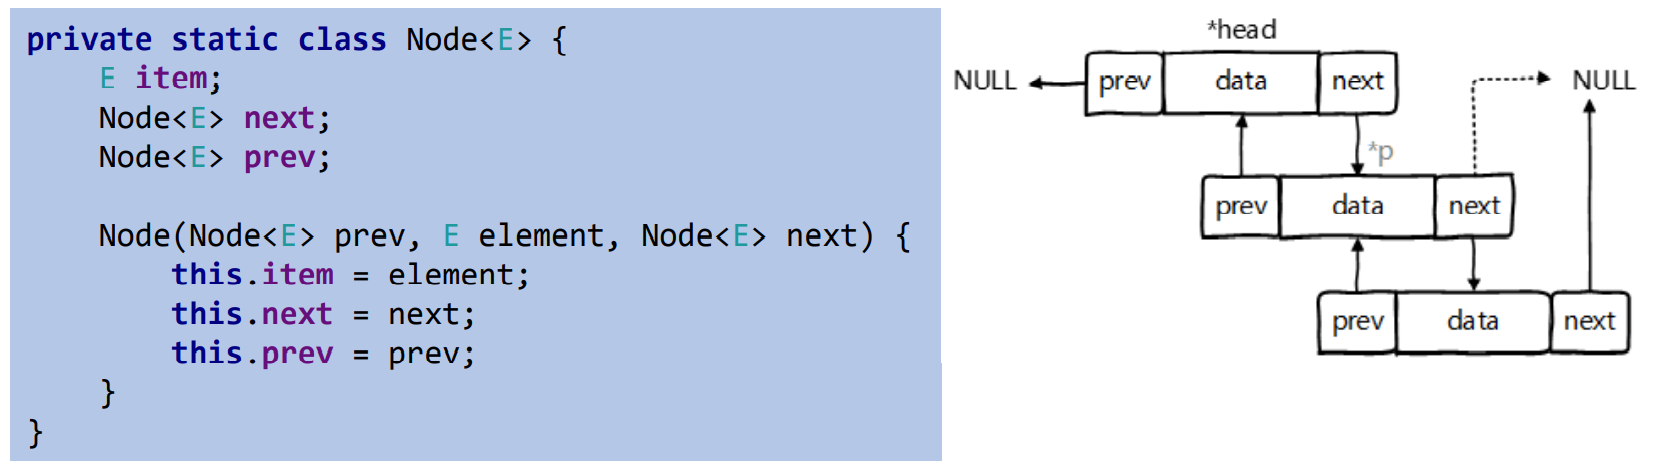 private static class Node<E> {
    E item;
    Node<E> next;
    Node<E> prev;
    Node(Node<E> prev, E element, Node<E> next) {
        this.item = element;
        this.next = next;
        this.prev = prev;
    }
}
*head
NULL prev data next NULL
*p
prev data next
prev data next